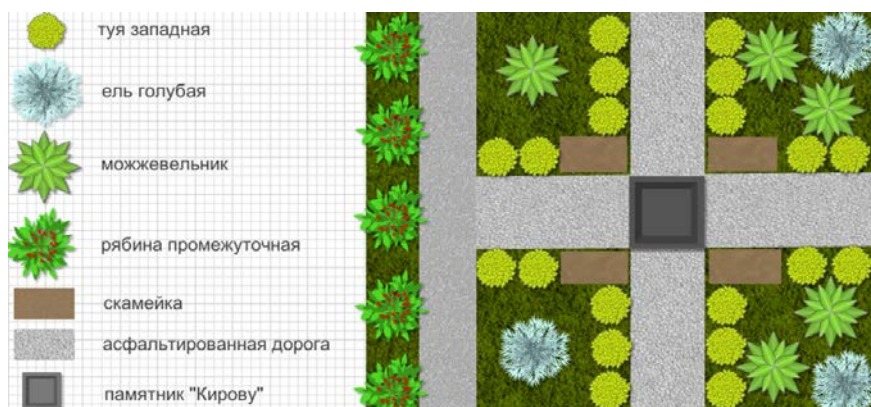 туя западная
ель голубая
можжевельник
рябина промежуточная
скамейка
асфальтированная дорога
памятник "Кирову"